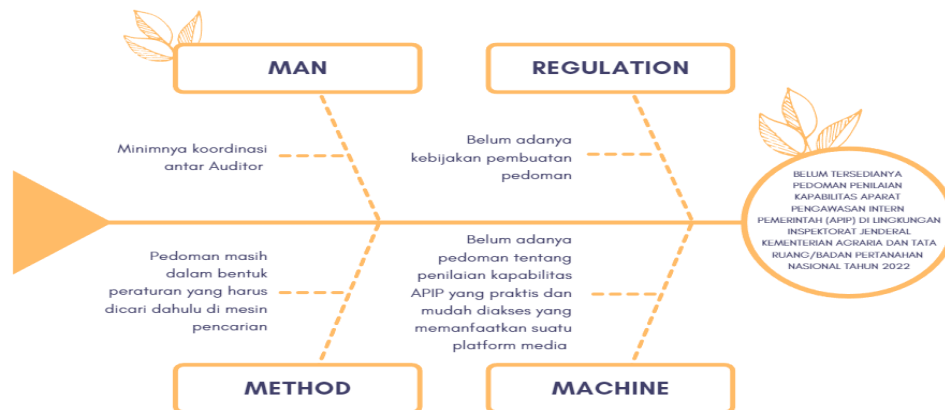 MAN
REGULATION
Minimnya koordinasi
antar Auditor
Belum adanya
kebijakan pembuatan
pedoman
BELUM TERSEDIANYA
PEDOMAN PENILAIAN
KAPABILITAS APARAT
PENGAWASAN INTERN
PEMERINTAH (APIP) DI LINGKUNGAN
INSPEKTORAT JENDERAL
KEMENTERIAN AGRARIA DAN TATA
RUANG/BADAN PERTANAHAN
NASIONAL TAHUN 2022
Pedoman masih
dalam bentuk
peraturan yang harus
dicari dahulu di mesin
pencarian
Belum adanya
pedoman tentang
penilaian kapabilitas
APIP yang praktis dan
mudah diakses yang
memanfaatkan suatu
platform media
METHOD
MACHINE